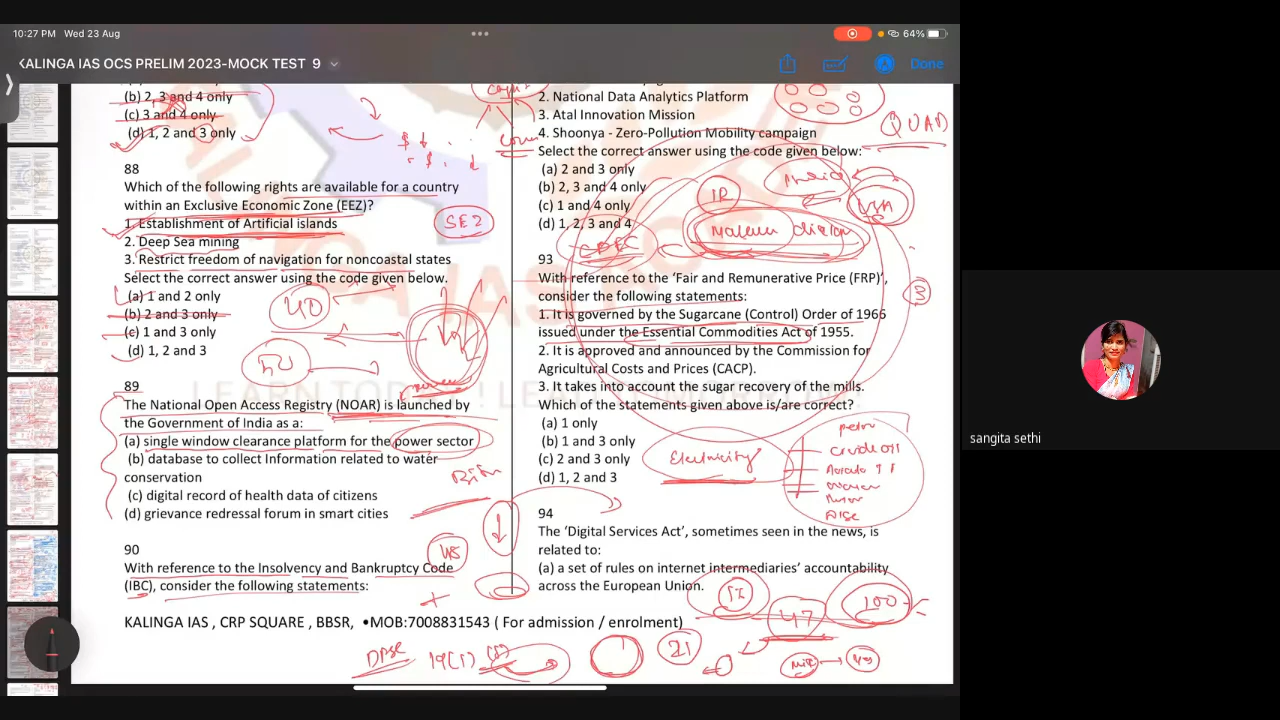 10:27 PM Wed 23 Aug
64%
KALINGA IAS OCS PRELIM 2023-MOCK TEST 9
Done
(b) 2, 3 and 4 only
(c) 3 and 4 only
(d) 1, 2 and 3 only
88
Which of the following rights are available for a country
within an Exclusive Economic Zone (EEZ)?
1. Establishment of Artificial islands
SEZ
2. Deep Sea mining
3. Restrict freedom of navigation for noncoastal states
Select the correct answer using the code given below.
(a) 1 and 2 only
(b) 2 and 3 only
(c) 1 and 3 only
(d) 1, 2 and 3
89
The National Open Access Registry (NOAR) is launched by
the Government of India as a:
(a) single window clearance platform for the power sector
(b) database to collect Information related to water
conservation
(c) digital record of health data of citizens
(d) grievance redressal forum in smart cities
90
With reference to the Insolvency and Bankruptcy Code
(IBC), consider the following statements:
2. National Data Analytics Platform
3. Atal Innovation Mission
4. Shoonya - Zero-Pollution Mobility campaign
QUAD
Select the correct answer using the code given below:
(a) 2 and 3 only
(b) 2, 3 and 4 only
(c) 1 and 4 only
(d) 1, 2, 3 and 4
USA
93
With reference to the ‘Fair and Remunerative Price (FRP)’,
consider the following statements:
3
1. It is governed by the Sugarcane (Control) Order of 1966
issued under the Essential Commodities Act of 1955.
2. It is approved and announced by the Commission for
Agricultural Costs and Prices (CACP).
3. It takes into account the sugar recovery of the mills.
Which of the statements given above is/are correct?
(a) 1 only
(b) 1 and 3 only
(c) 2 and 3 only
(d) 1, 2 and 3
Electricity
petrol
crude oil
94
The ‘Digital Services Act’, sometimes seen in the news, is
related to:
(a) a set of rules on internet intermediaries’ accountability
across the European Union.
47
100
KALINGA IAS , CRP SQUARE , BBSR, •MOB:7008831543 ( For admission / enrolment)
DPSP
19(1)
21
sangita sethi